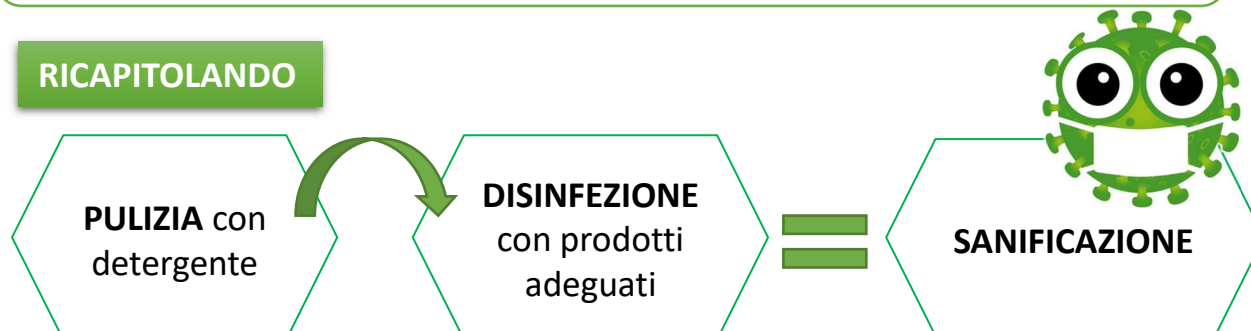 RICAPITOLANDO
PULIZIA con
detergente
DISINFEZIONE
con prodotti
adeguati
SANIFICAZIONE